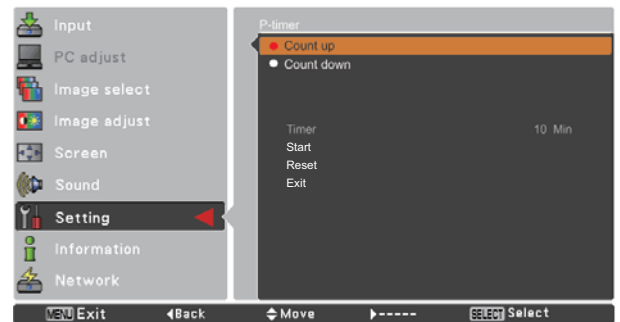 Input
PC adjust
Image select
Image adjust
Screen
Sound
Setting
Information
Network
P-timer
Count up
Count down
Timer 10 Min
Start
Reset
Exit
MENU Exit Back Move ----- SELECT Select